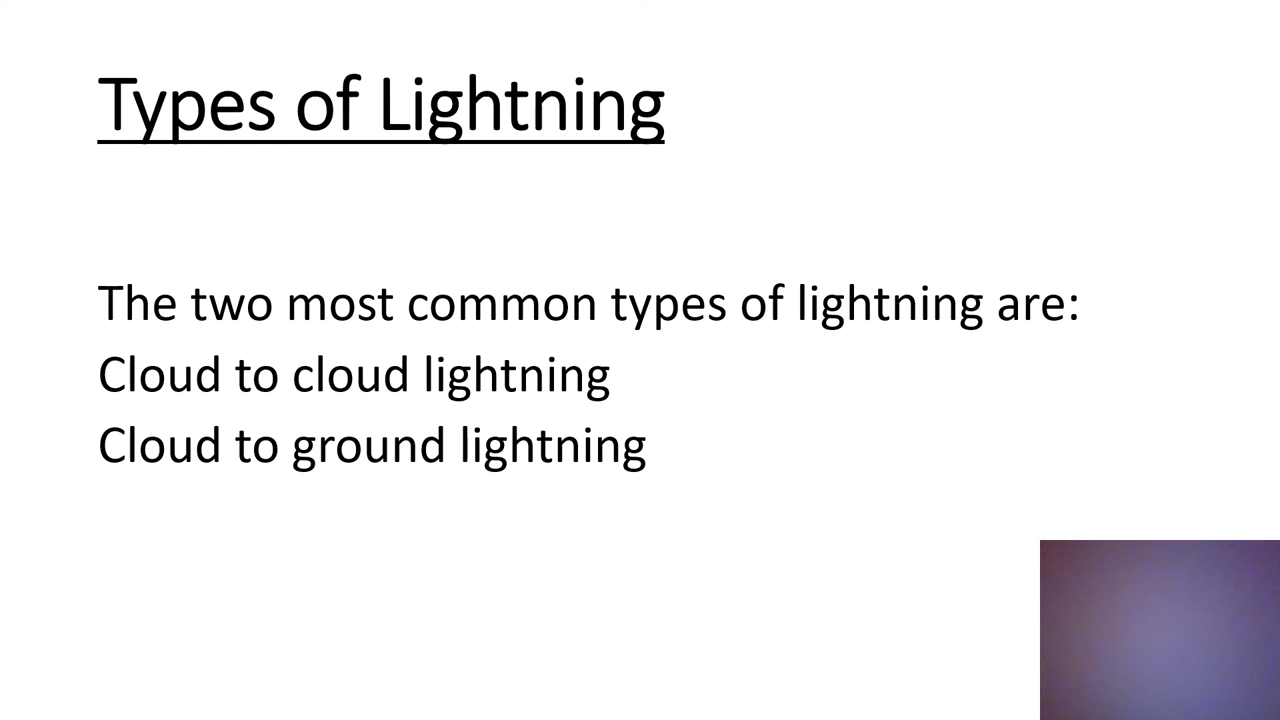 Types of Lightning
The two most common types of lightning are:
Cloud to cloud lightning
Cloud to ground lightning